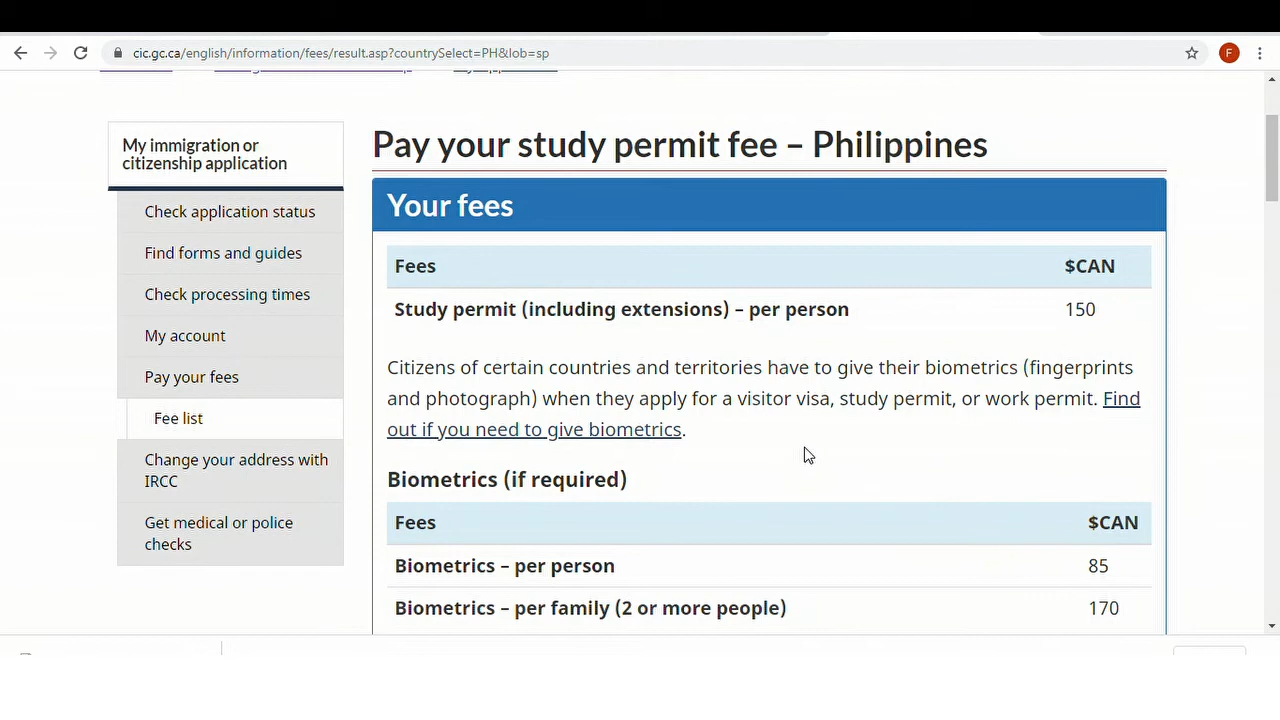 cic.gc.ca/english/information/fees/result.asp?countrySelect=PH&lob=sp
F
My immigration or
citizenship application
Check application status
Find forms and guides
Check processing times
My account
Pay your fees
Fee list
Change your address with
IRCC
Get medical or police
checks
Pay your study permit fee – Philippines
Your fees
Fees $CAN
Study permit (including extensions) – per person 150
Citizens of certain countries and territories have to give their biometrics (fingerprints
and photograph) when they apply for a visitor visa, study permit, or work permit. Find
out if you need to give biometrics.
Biometrics (if required)
Fees $CAN
Biometrics – per person 85
Biometrics – per family (2 or more people) 170